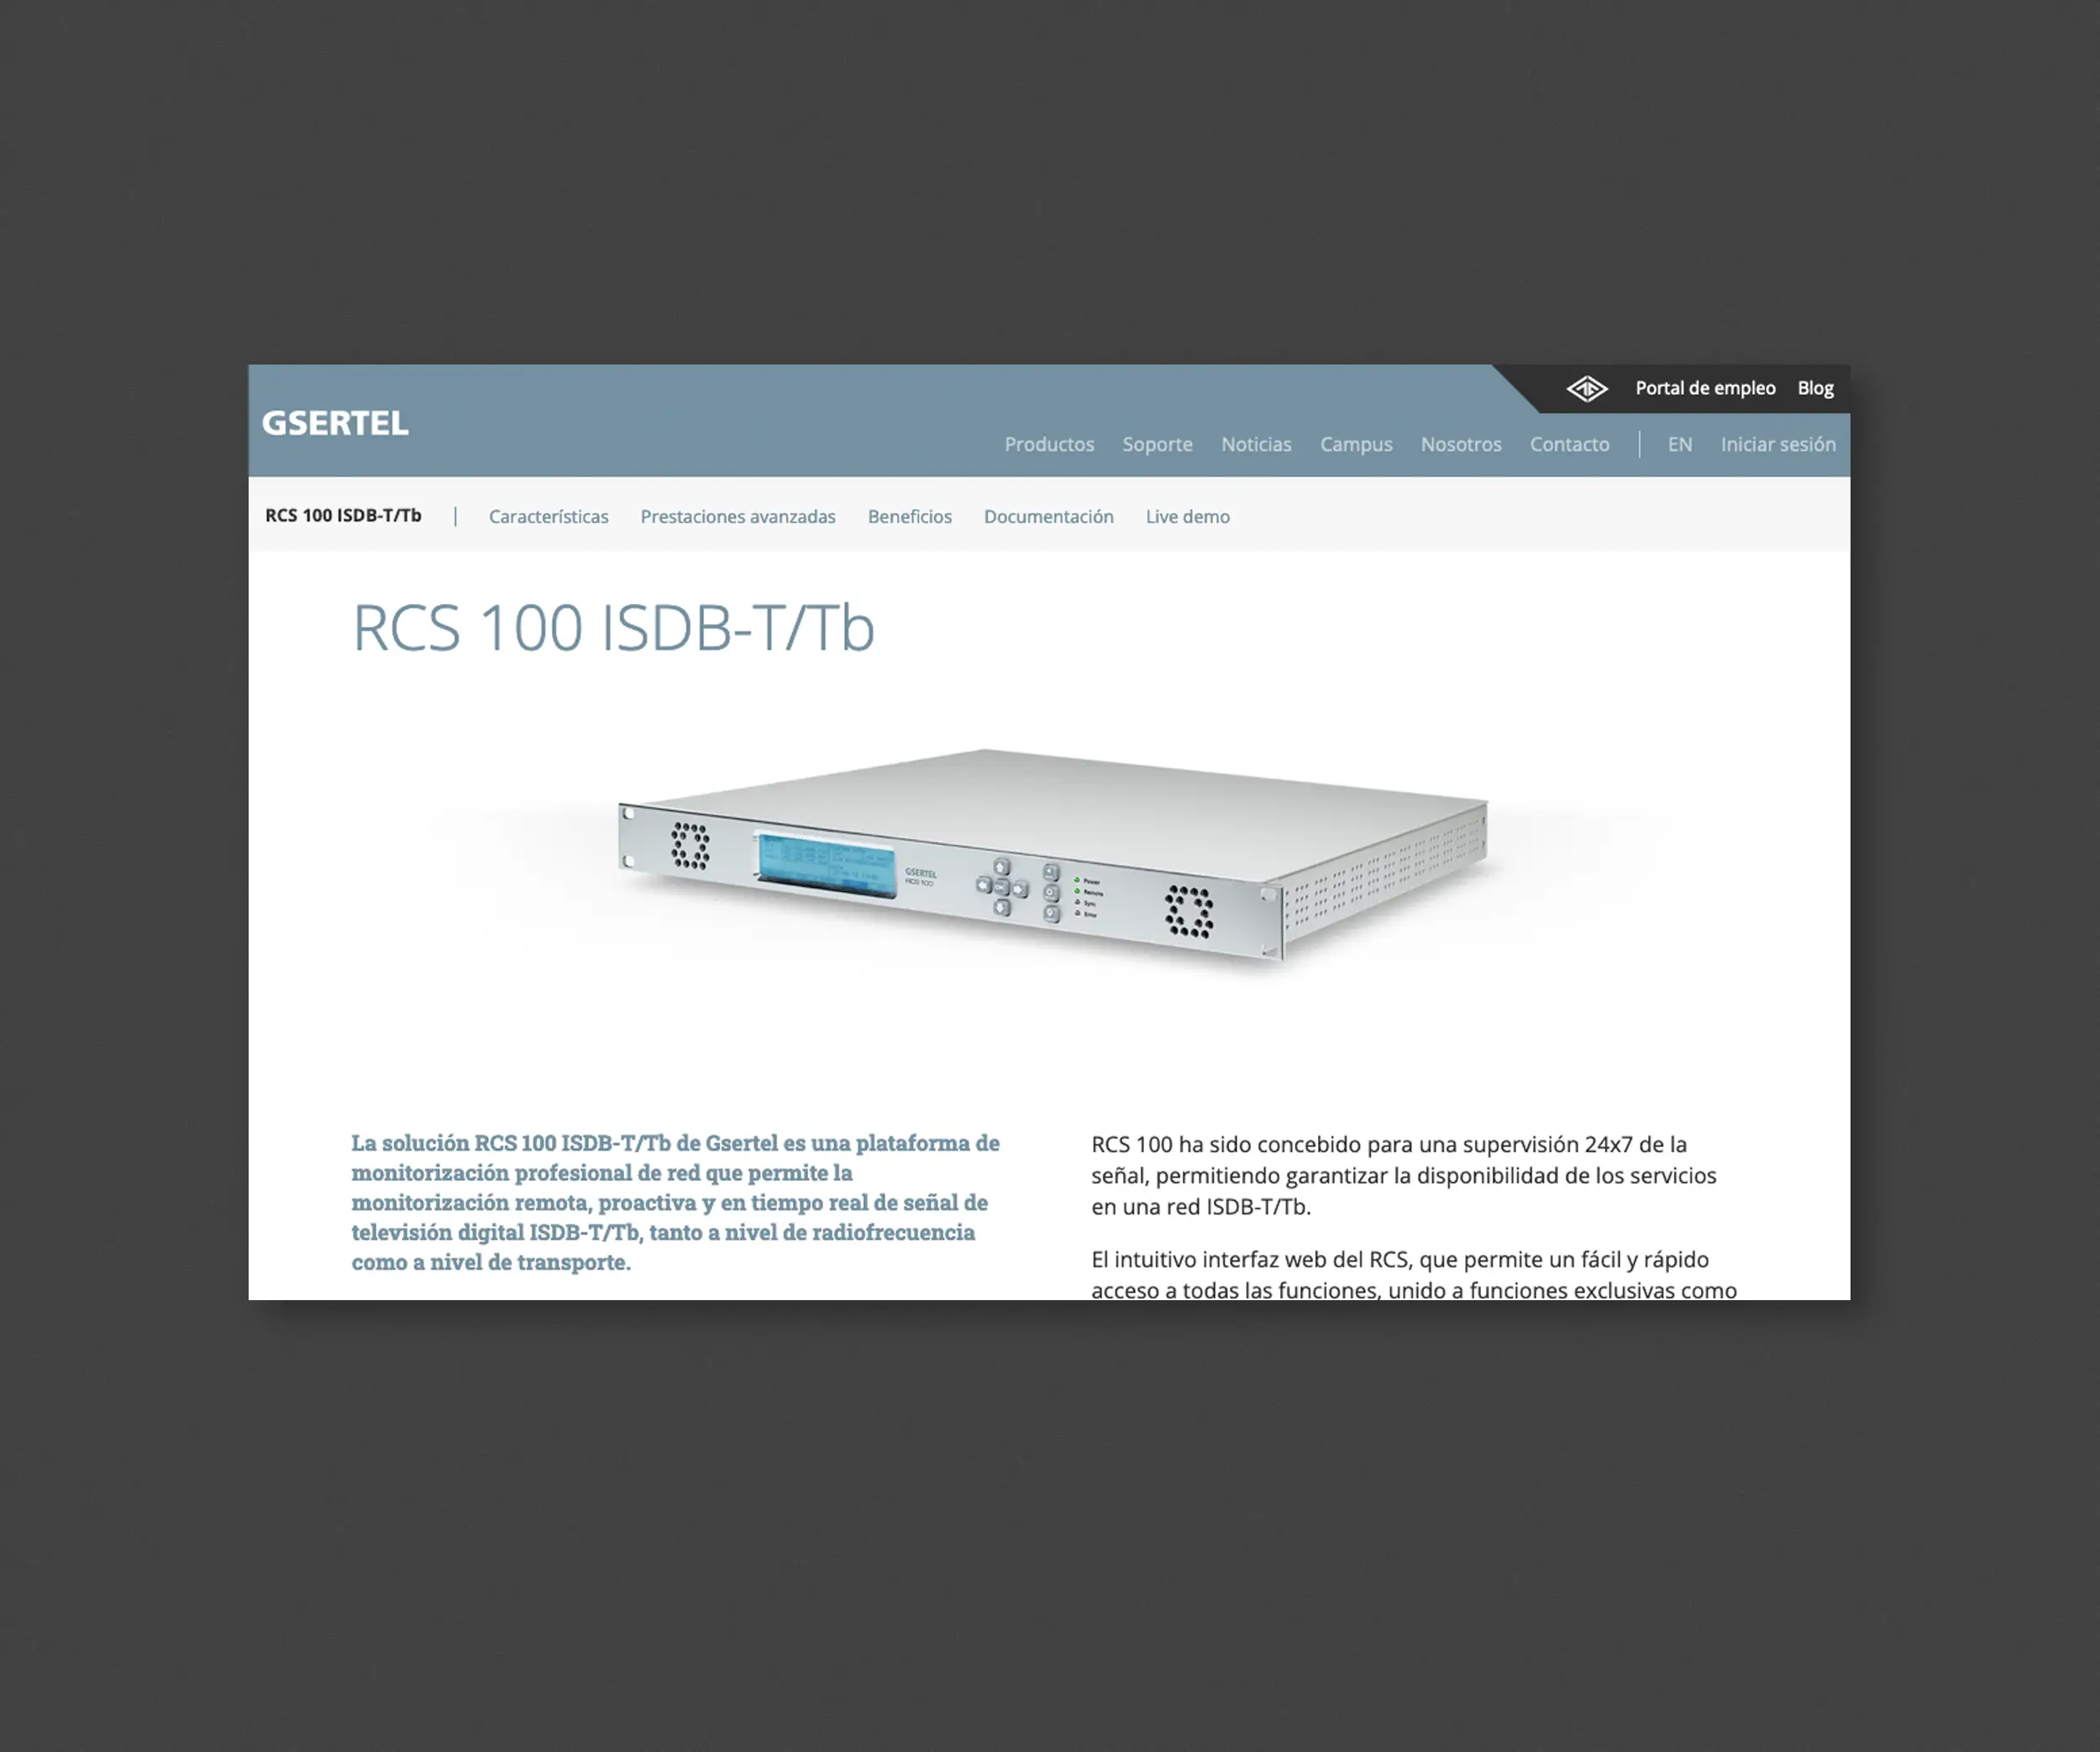 GSERTEL
Portal de empleo Blog
Productos Soporte Noticias Campus Nosotros Contacto | EN Iniciar sesión
RCS 100 ISDB-T/Tb | Características Prestaciones avanzadas Beneficios Documentación Live demo
RCS 100 ISDB-T/Tb
GSERTEL
RCS 100
Power
Remote
Sync
Error
La solución RCS 100 ISDB-T/Tb de Gsertel es una plataforma de
monitorización profesional de red que permite la
monitorización remota, proactiva y en tiempo real de señal de
televisión digital ISDB-T/Tb, tanto a nivel de radiofrecuencia
como a nivel de transporte.
RCS 100 ha sido concebido para una supervisión 24x7 de la
señal, permitiendo garantizar la disponibilidad de los servicios
en una red ISDB-T/Tb.
El intuitivo interfaz web del RCS, que permite un fácil y rápido
acceso a todas las funciones, unido a funciones exclusivas como